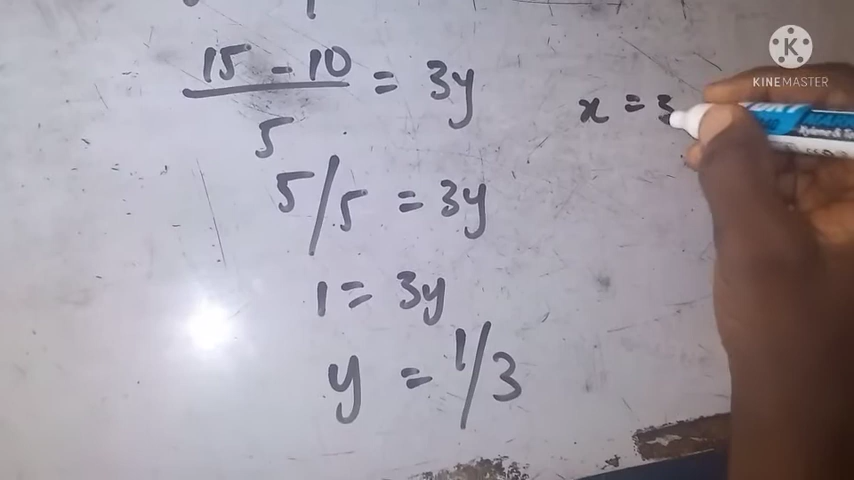 K
KINEMASTER
15 - 10 = 3y
5
x = 3
5/5 = 3y
1 = 3y
y = 1/3